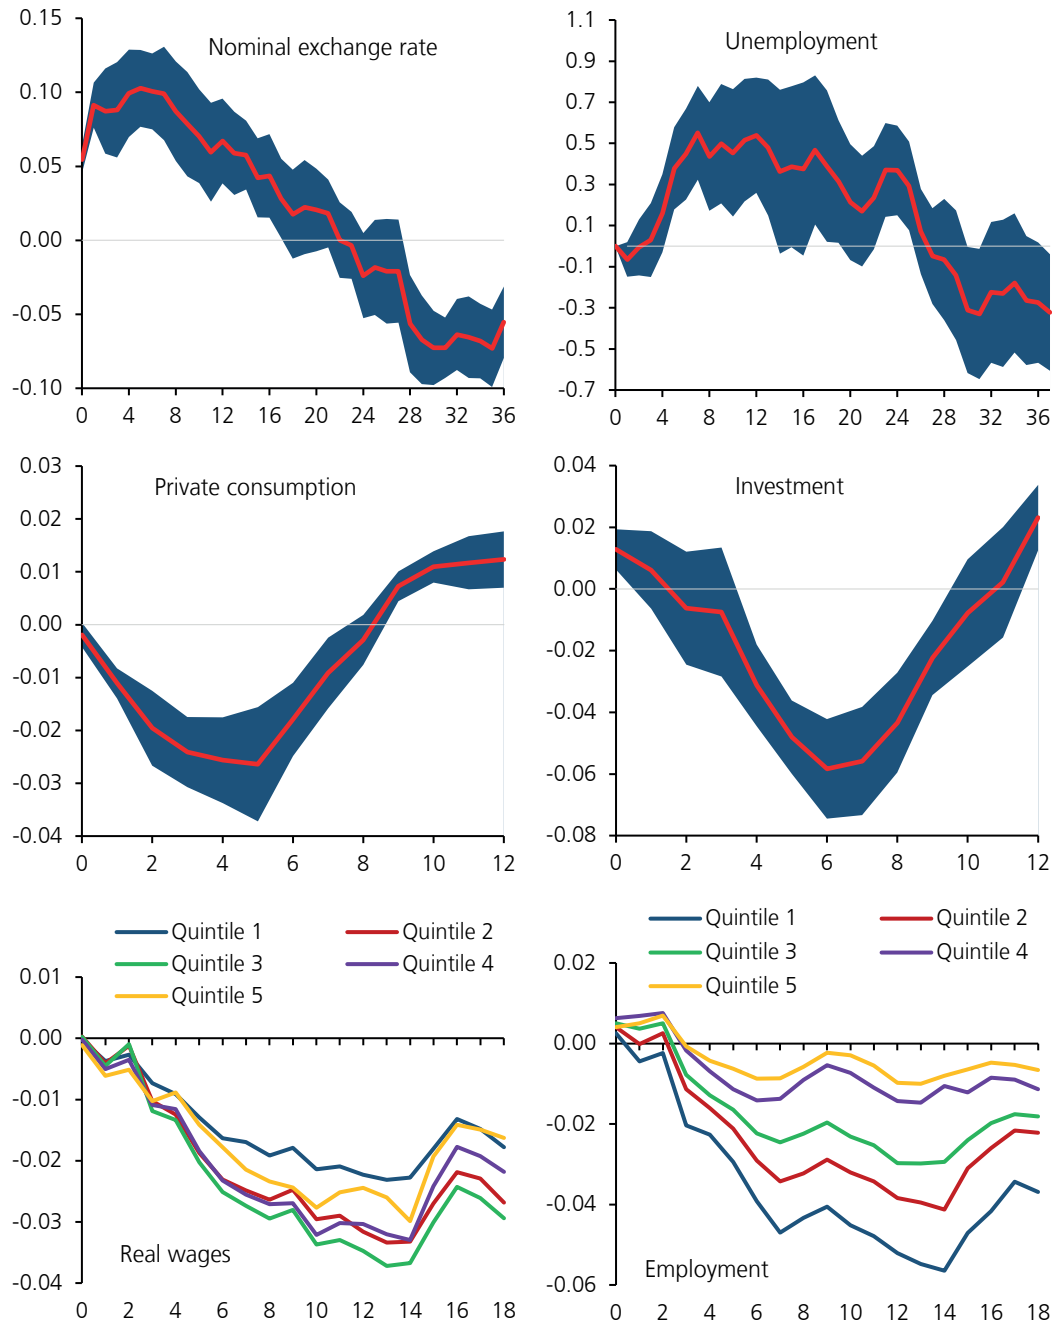 Nominal exchange rate
0.15
0.10
0.05
0.00
-0.05
-0.10
0 4 8 12 16 20 24 28 32 36
Unemployment
1.1
0.9
0.7
0.5
0.3
0.1
-0.1
-0.3
-0.5
-0.7
0 4 8 12 16 20 24 28 32 36
Private consumption
0.03
0.02
0.01
0.00
-0.01
-0.02
-0.03
-0.04
0 2 4 6 8 10 12
Investment
0.04
0.02
0.00
-0.02
-0.04
-0.06
-0.08
0 2 4 6 8 10 12
Quintile 1 Quintile 2
Quintile 3 Quintile 4
Quintile 5
0.01
0.00
-0.01
-0.02
-0.03
-0.04
Real wages
0 2 4 6 8 10 12 14 16 18
Quintile 1 Quintile 2
Quintile 3 Quintile 4
Quintile 5
0.02
0.00
-0.02
-0.04
-0.06
Employment
0 2 4 6 8 10 12 14 16 18